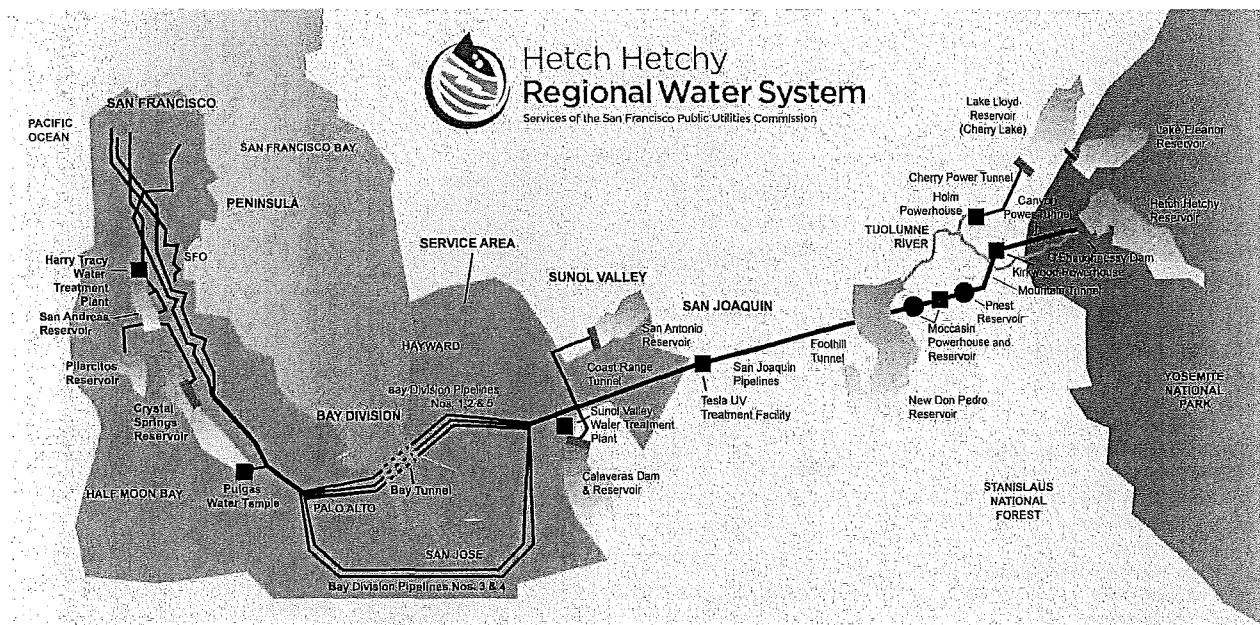 Hetch Hetchy
Regional Water System
Services of the San Francisco Public Utilities Commission
SAN FRANCISCO
PACIFIC
OCEAN
SAN FRANCISCO BAY
PENINSULA
SFO
Harry Tracy
Water
Treatment
Plant
San Andreas
Reservoir
Pilarcitos
Reservoir
Crystal
Springs
Reservoir
HALF MOON BAY
Pulgas
Water Temple
PALO ALTO
SERVICE AREA
HAYWARD
Bay Division Pipelines
Nos. 1,2 & 5
BAY DIVISION
Bay Tunnel
SAN JOSE
Bay Division Pipelines Nos. 3 & 4
SUNOL VALLEY
San Antonio
Reservoir
Coast Range
Tunnel
Sunol Valley
Water Treatment
Plant
Calaveras Dam
& Reservoir
SAN JOAQUIN
San Joaquin
Pipelines
Tesla UV
Treatment Facility
Foothill
Tunnel
New Don Pedro
Reservoir
Moccasin
Powerhouse and
Reservoir
Priest
Reservoir
Mountain Tunnel
Kirkwood Powerhouse
O'Shaughnessy Dam
Canyon
Power Tunnel
TUOLUMNE
RIVER
Holm
Powerhouse
Cherry Power Tunnel
Lake Lloyd
Reservoir
(Cherry Lake)
Lake Eleanor
Reservoir
Hetch Hetchy
Reservoir
YOSEMITE
NATIONAL
PARK
STANISLAUS
NATIONAL
FOREST